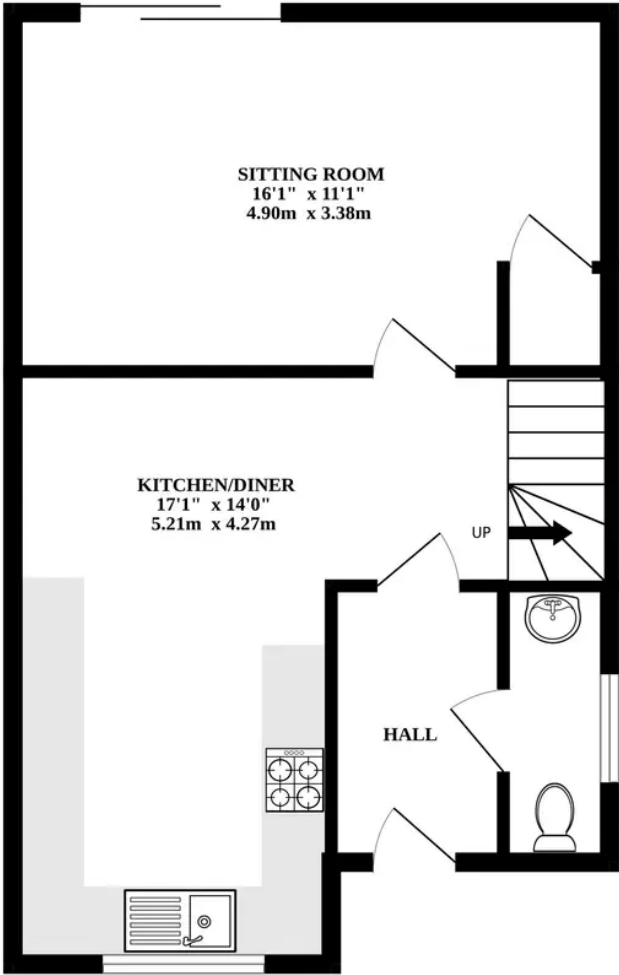 SITTING ROOM
16'1" x 11'1"
4.90m x 3.38m
KITCHEN/DINER
17'1" x 14'0"
5.21m x 4.27m
UP
HALL